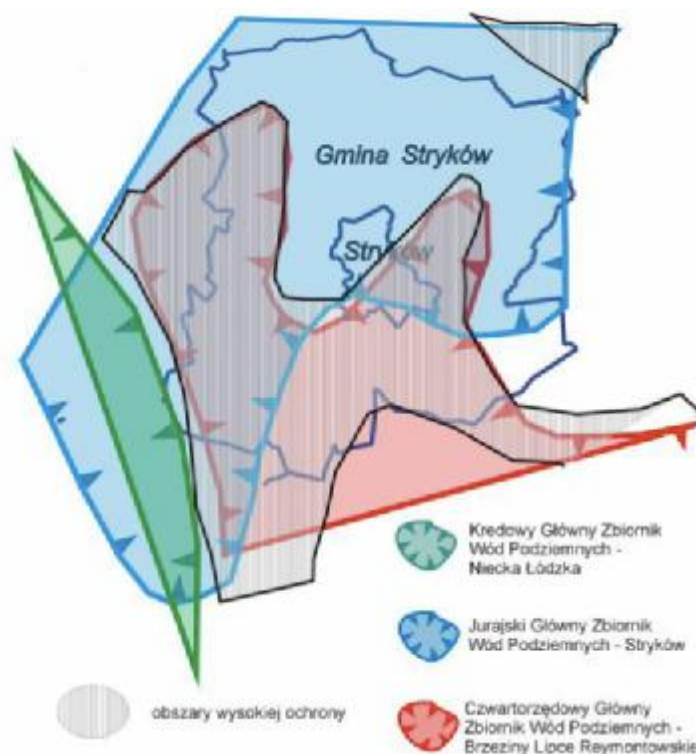 Gmina Stryków
Stryków
Kredowy Główny Zbiornik
Wód Podziemnych -
Niecka Łódzka
Jurajski Główny Zbiornik
Wód Podziemnych - Stryków
obszary wysokiej ochrony
Czwartorzędowy Główny
Zbiornik Wód Podziemnych -
Brzeziny Lipce Reymontowskie